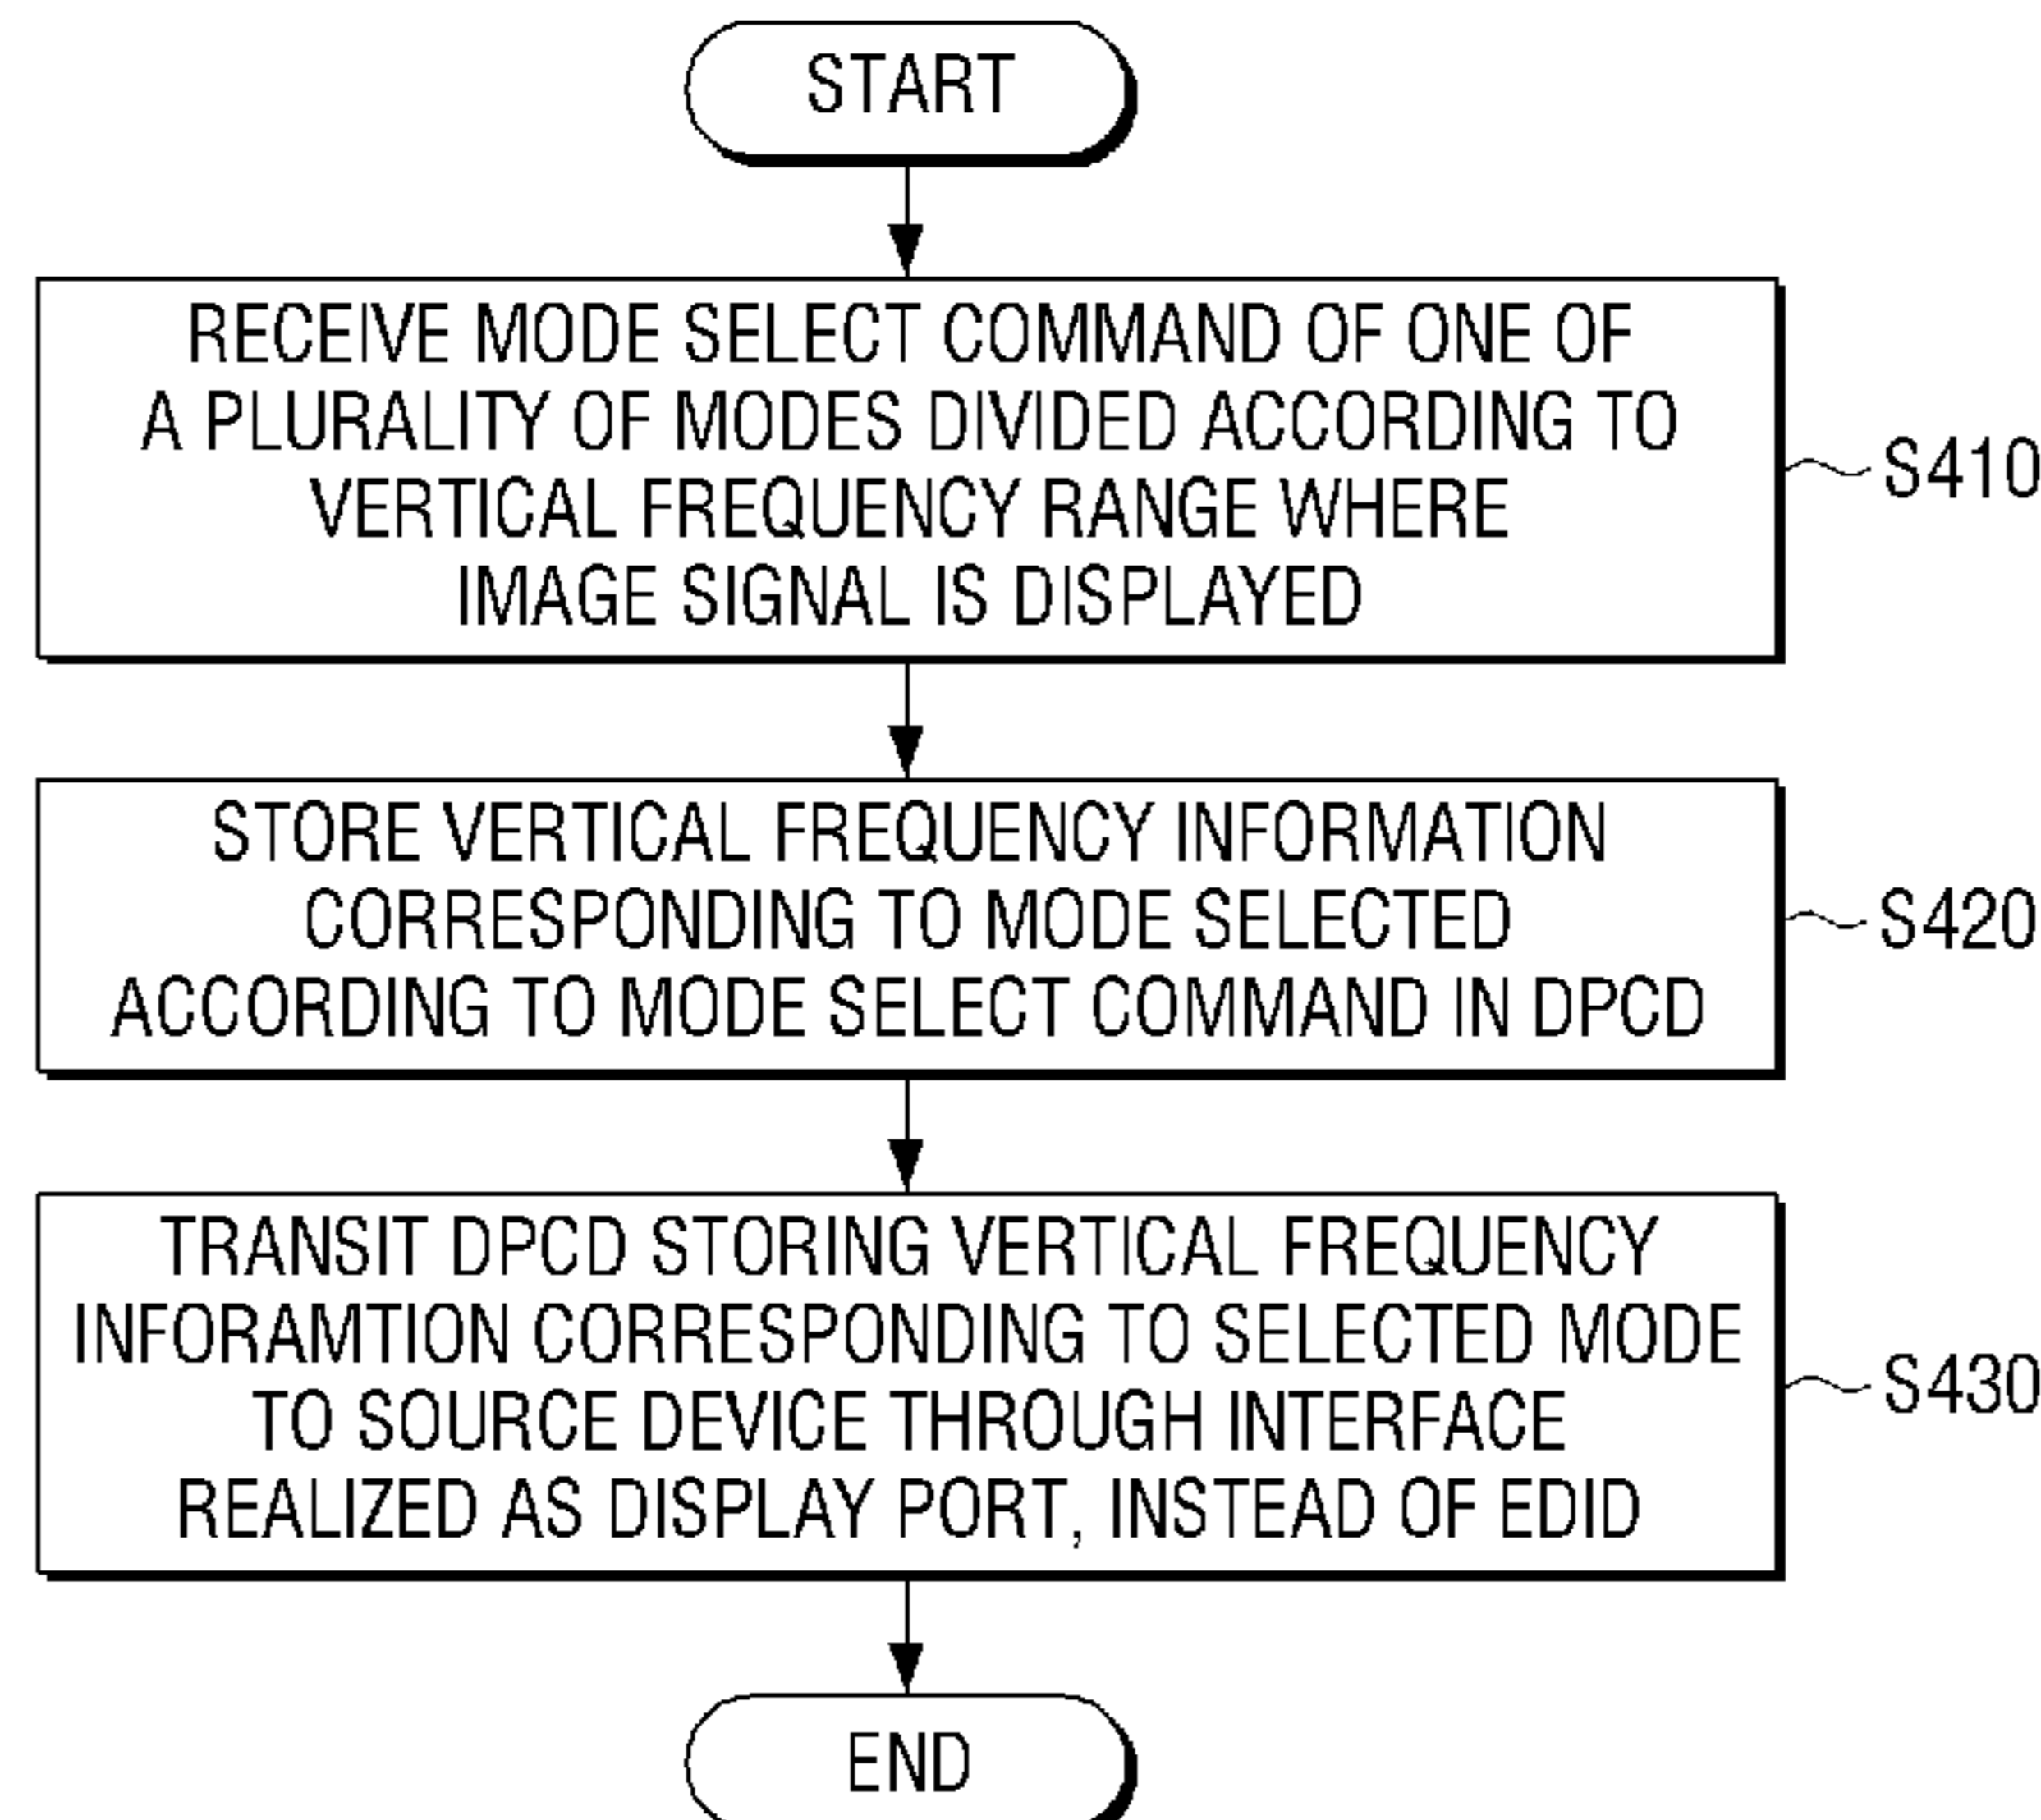 START
RECEIVE MODE SELECT COMMAND OF ONE OF
A PLURALITY OF MODES DIVIDED ACCORDING TO
VERTICAL FREQUENCY RANGE WHERE
IMAGE SIGNAL IS DISPLAYED
S410
STORE VERTICAL FREQUENCY INFORMATION
CORRESPONDING TO MODE SELECTED
ACCORDING TO MODE SELECT COMMAND IN DPCD
S420
TRANSIT DPCD STORING VERTICAL FREQUENCY
INFORAMTION CORRESPONDING TO SELECTED MODE
TO SOURCE DEVICE THROUGH INTERFACE
REALIZED AS DISPLAY PORT, INSTEAD OF EDID
S430
END